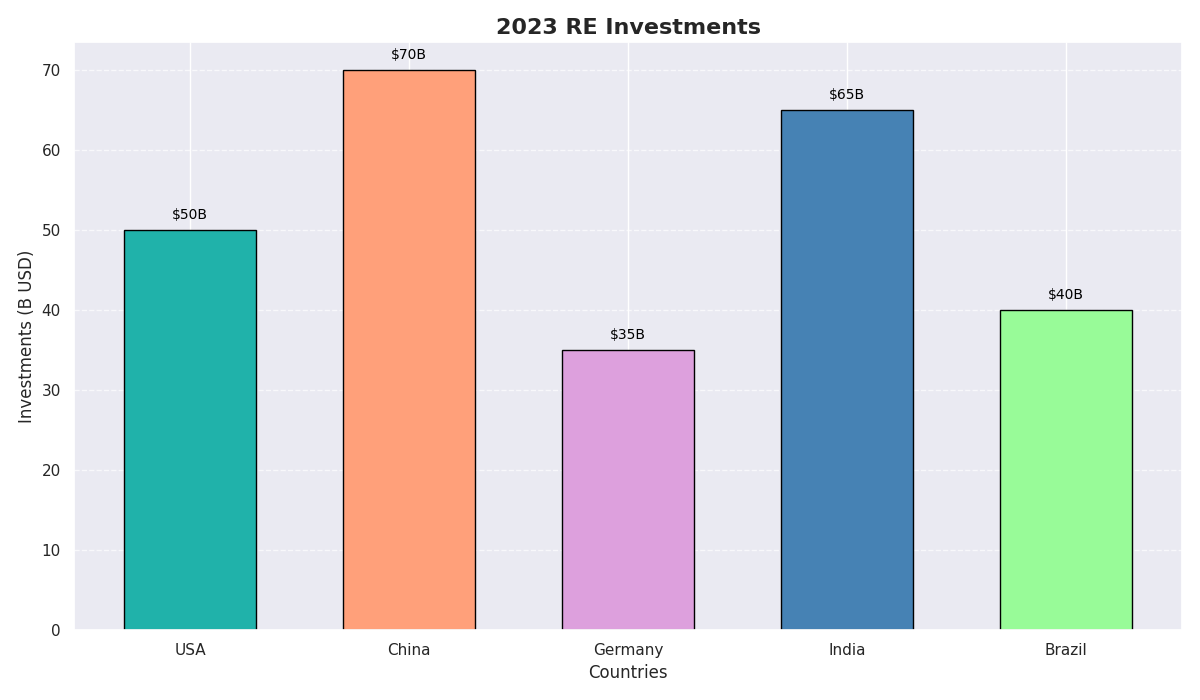 2023 RE Investments
$70B
$65B
$50B
$40B
$35B
Investments (B USD)
70
60
50
40
30
20
10
0
USA China Germany India Brazil
Countries